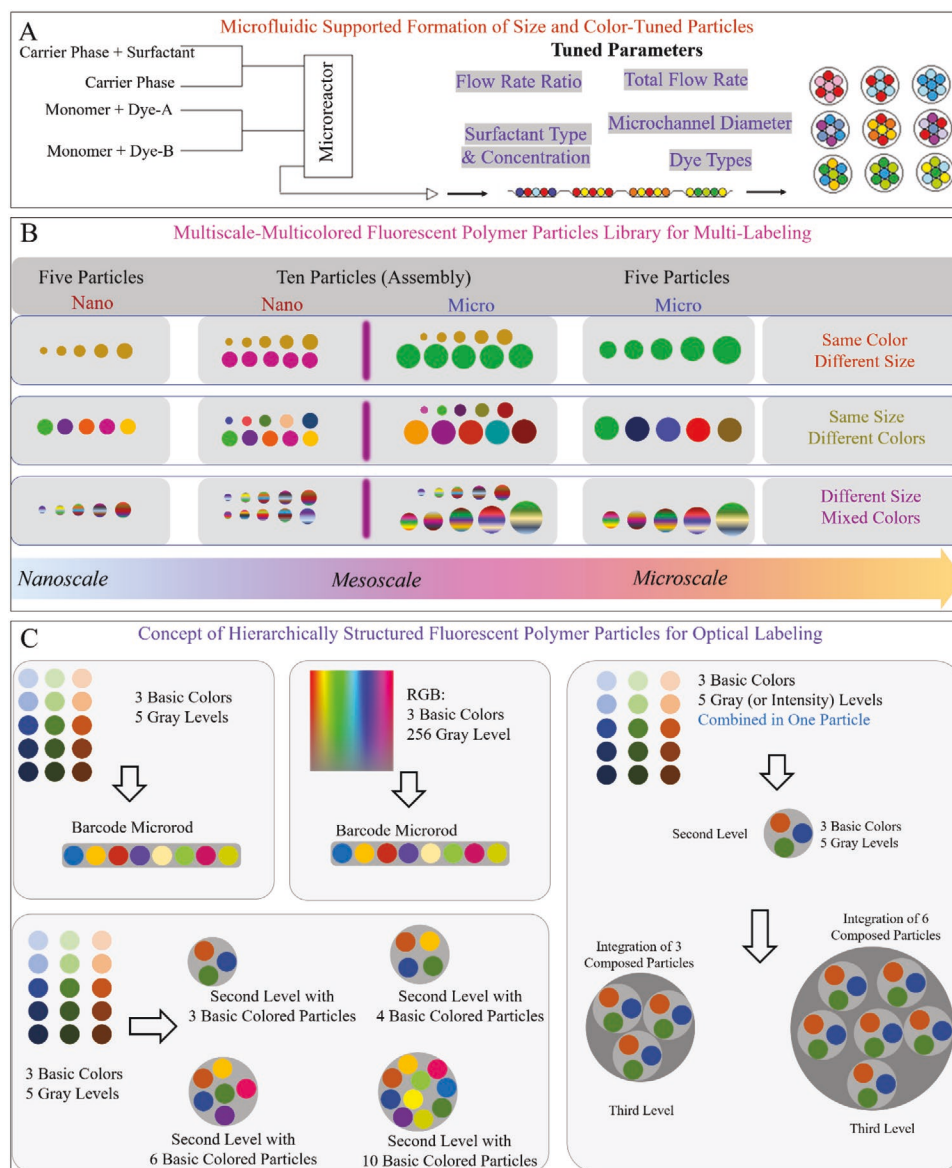 A
Microfluidic Supported Formation of Size and Color-Tuned Particles
Carrier Phase + Surfactant
Carrier Phase
Monomer + Dye-A
Monomer + Dye-B
Microreactor
Tuned Parameters
Flow Rate Ratio
Total Flow Rate
Surfactant Type
& Concentration
Microchannel Diameter
Dye Types
B
Multiscale-Multicolored Fluorescent Polymer Particles Library for Multi-Labeling
Five Particles
Nano
Ten Particles (Assembly)
Nano
Micro
Five Particles
Micro
Same Color
Different Size
Same Size
Different Colors
Different Size
Mixed Colors
Nanoscale
Mesoscale
Microscale
C
Concept of Hierarchically Structured Fluorescent Polymer Particles for Optical Labeling
3 Basic Colors
5 Gray Levels
Barcode Microrod
RGB:
3 Basic Colors
256 Gray Level
Barcode Microrod
3 Basic Colors
5 Gray (or Intensity) Levels
Combined in One Particle
Second Level
3 Basic Colors
5 Gray Levels
Integration of 3
Composed Particles
Third Level
Integration of 6
Composed Particles
Third Level
3 Basic Colors
5 Gray Levels
Second Level with
3 Basic Colored Particles
Second Level with
4 Basic Colored Particles
Second Level with
6 Basic Colored Particles
Second Level with
10 Basic Colored Particles